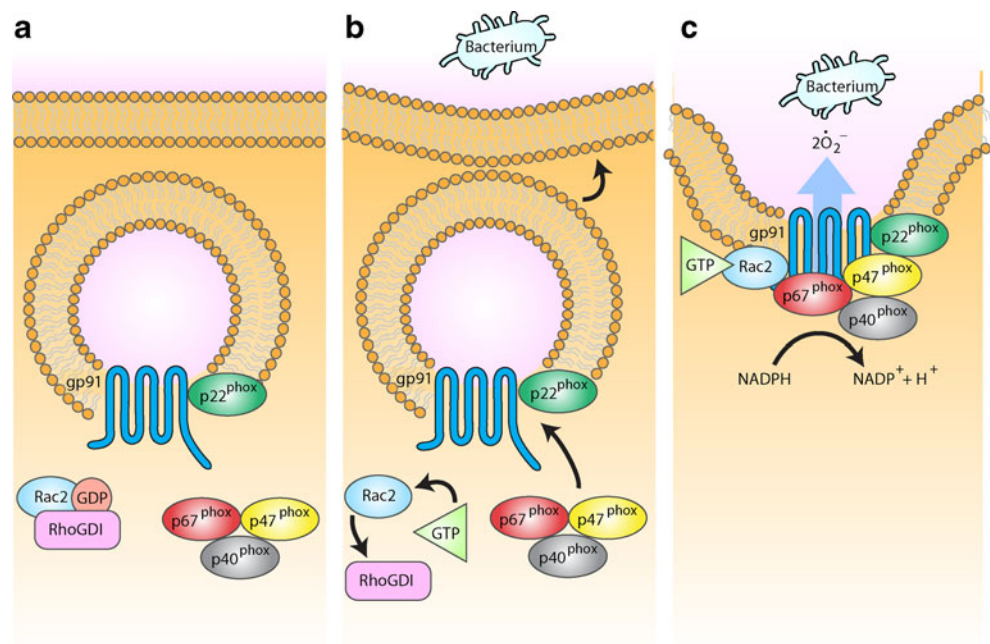 a
gp91
p22phox
Rac2
GDP
RhoGDI
p67phox
p47phox
p40phox
b
Bacterium
gp91
p22phox
Rac2
GTP
RhoGDI
p67phox
p47phox
p40phox
c
Bacterium
2Ȯ₂⁻
gp91
p22phox
GTP
Rac2
p67phox
p47phox
p40phox
NADPH
NADP⁺ + H⁺